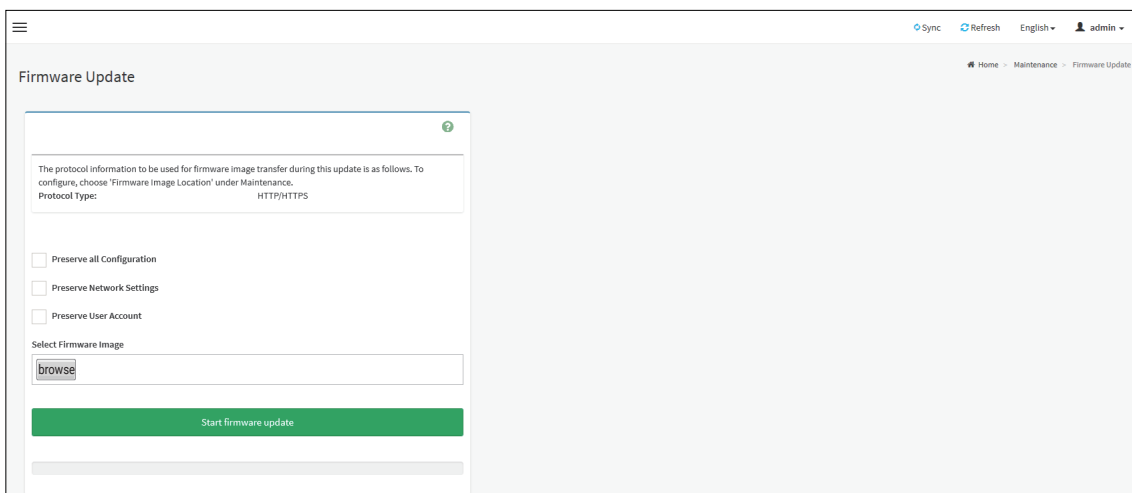 Sync Refresh English admin
Firmware Update
Home > Maintenance > Firmware Update
?
The protocol information to be used for firmware image transfer during this update is as follows. To
configure, choose 'Firmware Image Location' under Maintenance.
Protocol Type: HTTP/HTTPS
Preserve all Configuration
Preserve Network Settings
Preserve User Account
Select Firmware Image
browse
Start firmware update